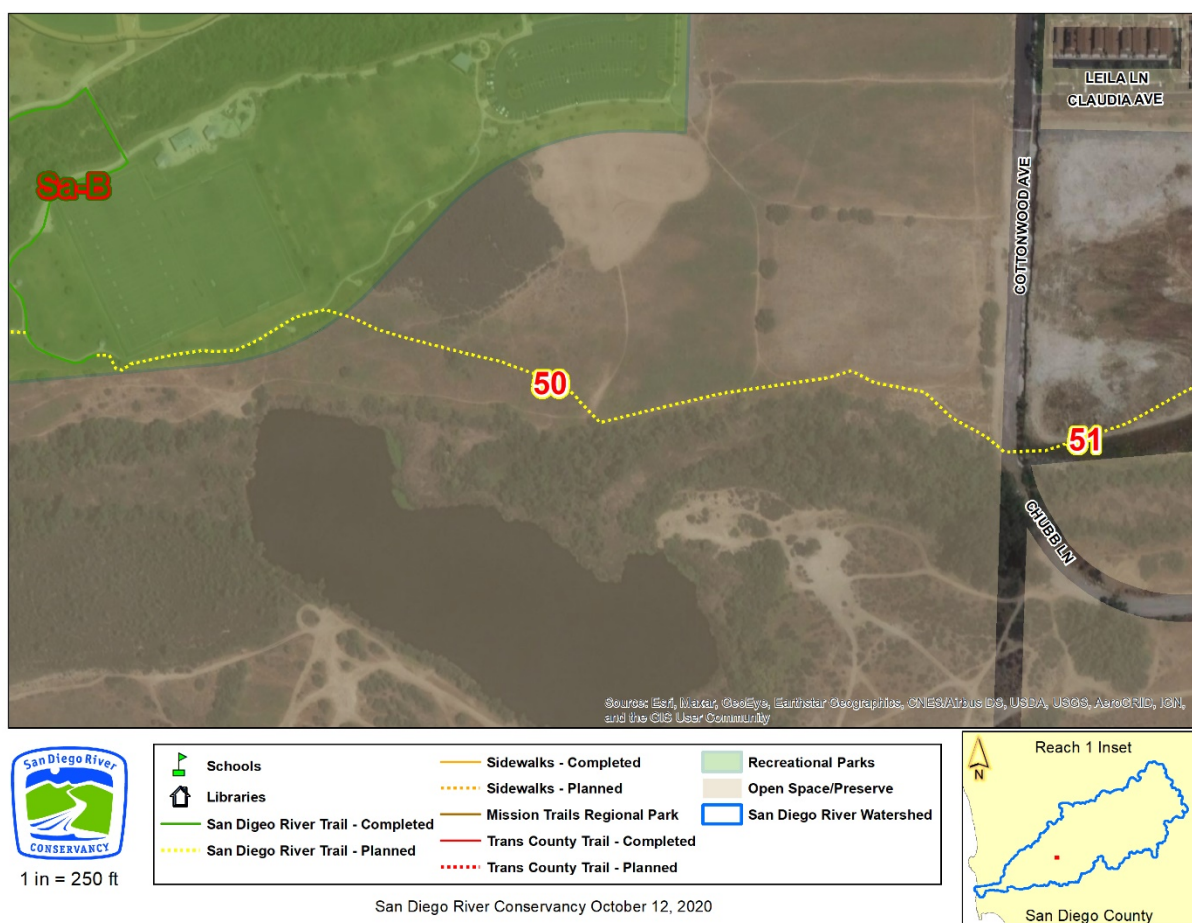 LEILA LN
CLAUDIA AVE
Sa-B
COTTONWOOD AVE
50
51
CHUBB LN
Source: Esri, Maxar, GeoEye, Earthstar Geographics, CNES/Airbus DS, USDA, USGS, AeroGRID, IGN,
and the GIS User Community
San Diego River
CONSERVANCY
1 in = 250 ft
Schools
Libraries
San Digeo River Trail - Completed
San Diego River Trail - Planned
Sidewalks - Completed
Sidewalks - Planned
Mission Trails Regional Park
Trans County Trail - Completed
Trans County Trail - Planned
Recreational Parks
Open Space/Preserve
San Diego River Watershed
Reach 1 Inset
N
San Diego County
San Diego River Conservancy October 12, 2020